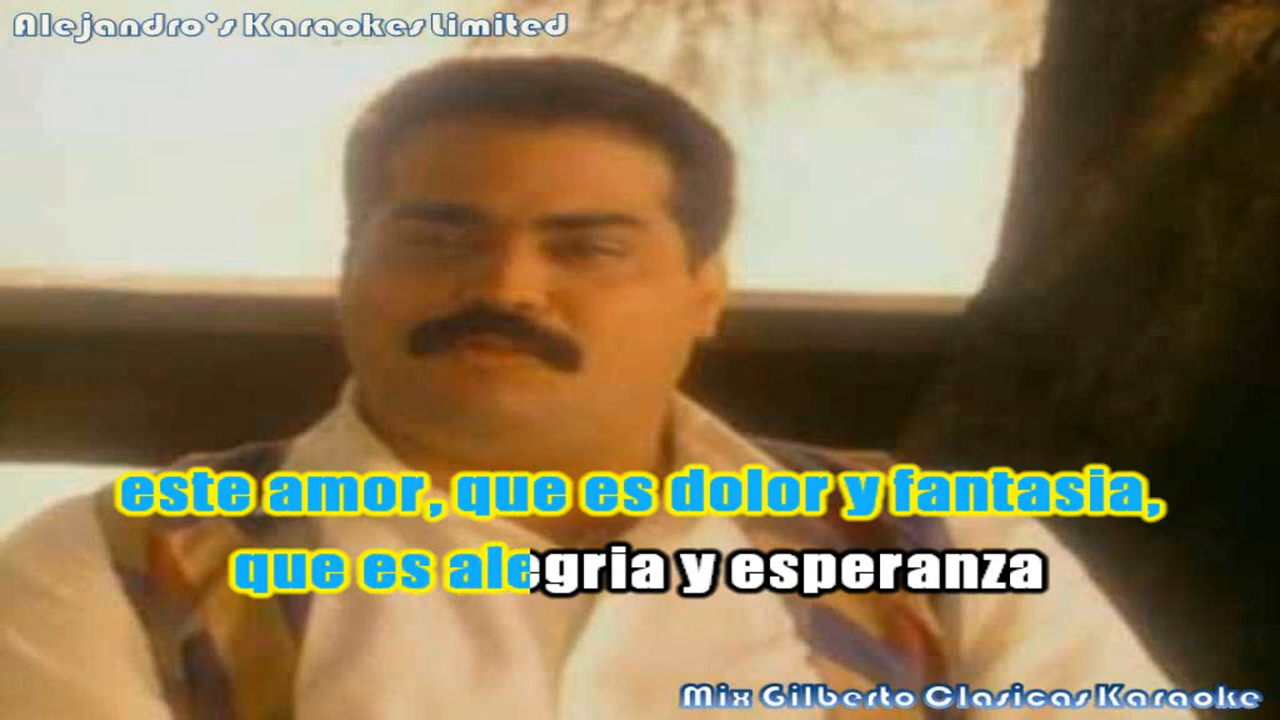 Alejandro's Karaokes Limited
este amor, que es dolor y fantasia,
que es alegria y esperanza
Mix Gilberto Clasicas Karaoke